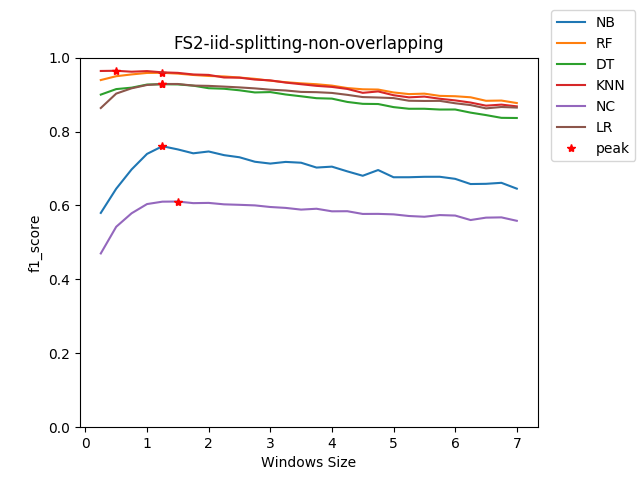 FS2-iid-splitting-non-overlapping
NB
RF
DT
KNN
NC
LR
peak
f1_score
1.0
0.8
0.6
0.4
0.2
0.0
0 1 2 3 4 5 6 7
Windows Size